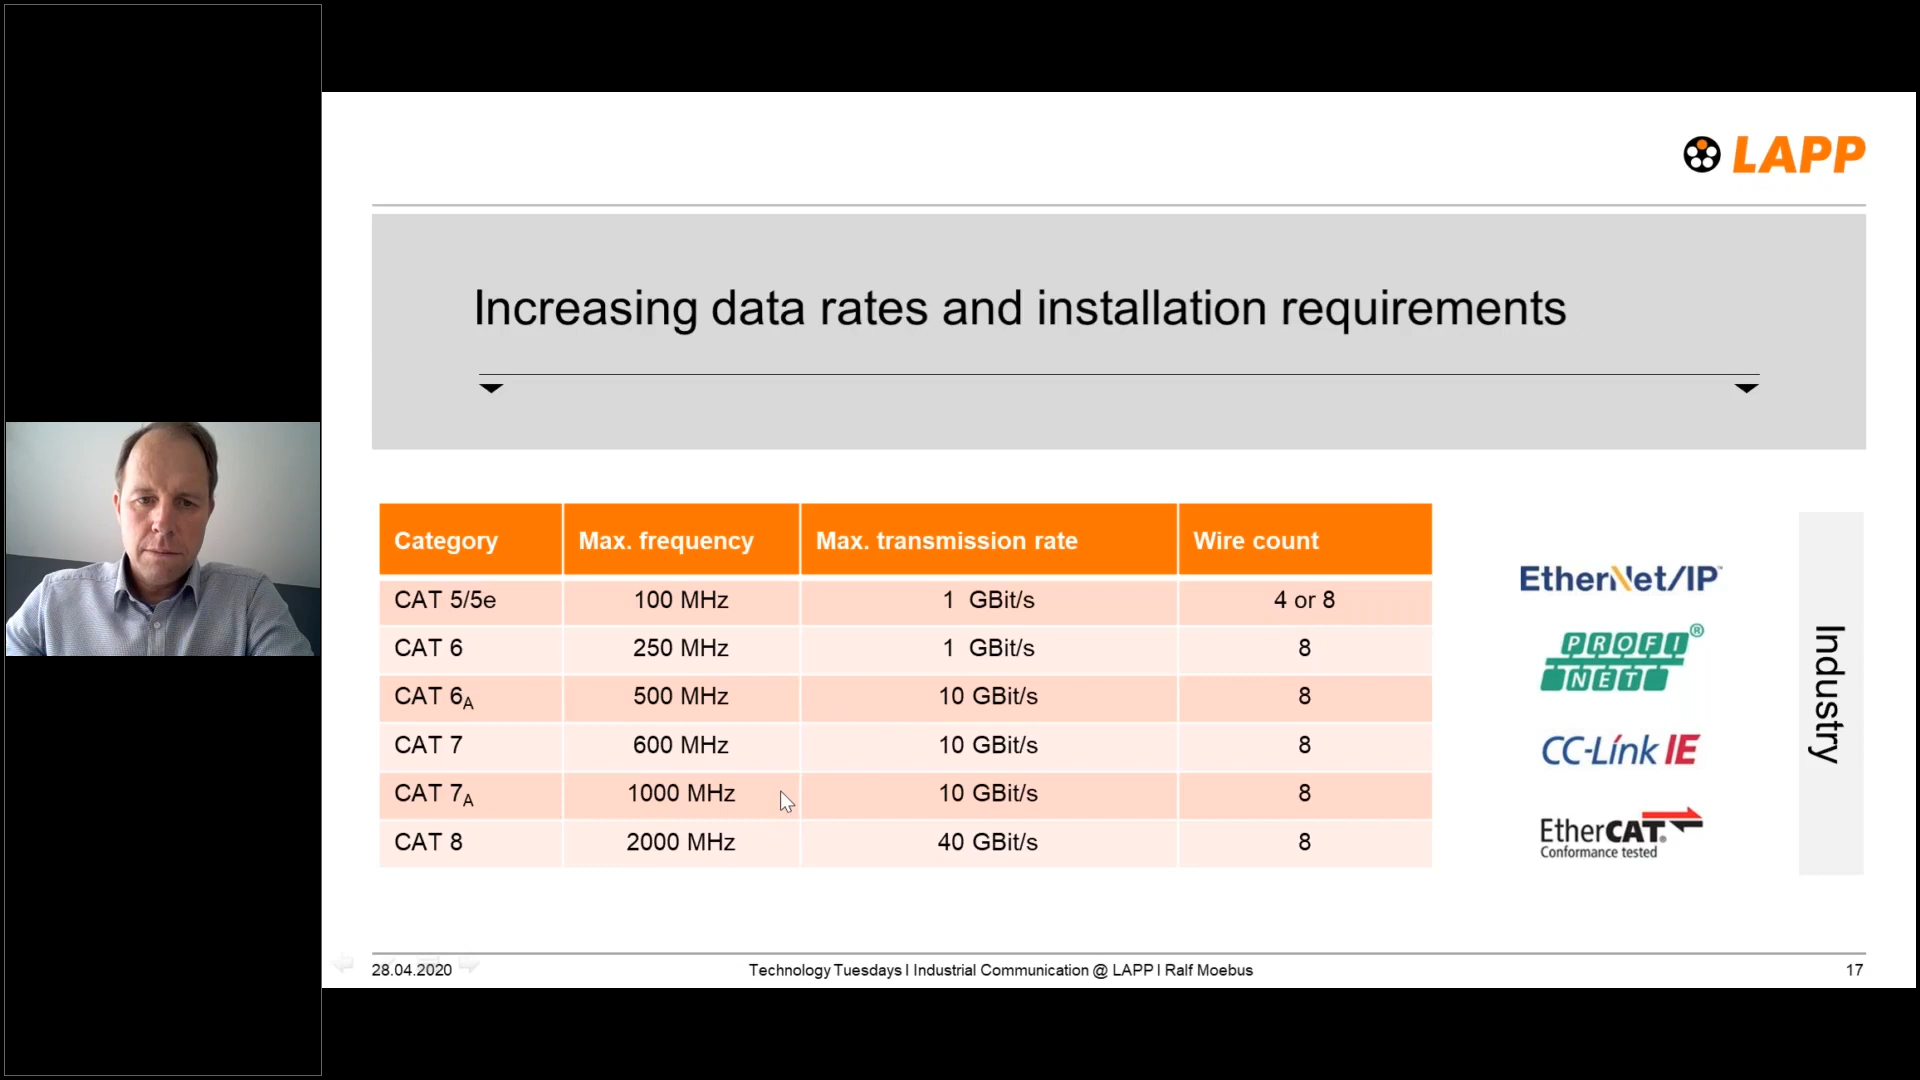 LAPP
Increasing data rates and installation requirements
Category Max. frequency Max. transmission rate Wire count
CAT 5/5e 100 MHz 1 GBit/s 4 or 8
CAT 6 250 MHz 1 GBit/s 8
CAT 6A 500 MHz 10 GBit/s 8
CAT 7 600 MHz 10 GBit/s 8
CAT 7A 1000 MHz 10 GBit/s 8
CAT 8 2000 MHz 40 GBit/s 8
EtherNet/IP™
PROFI®
NET
CC-Link IE
EtherCAT®
Conformance tested
Industry
28.04.2020 Technology Tuesdays I Industrial Communication @ LAPP I Ralf Moebus 17